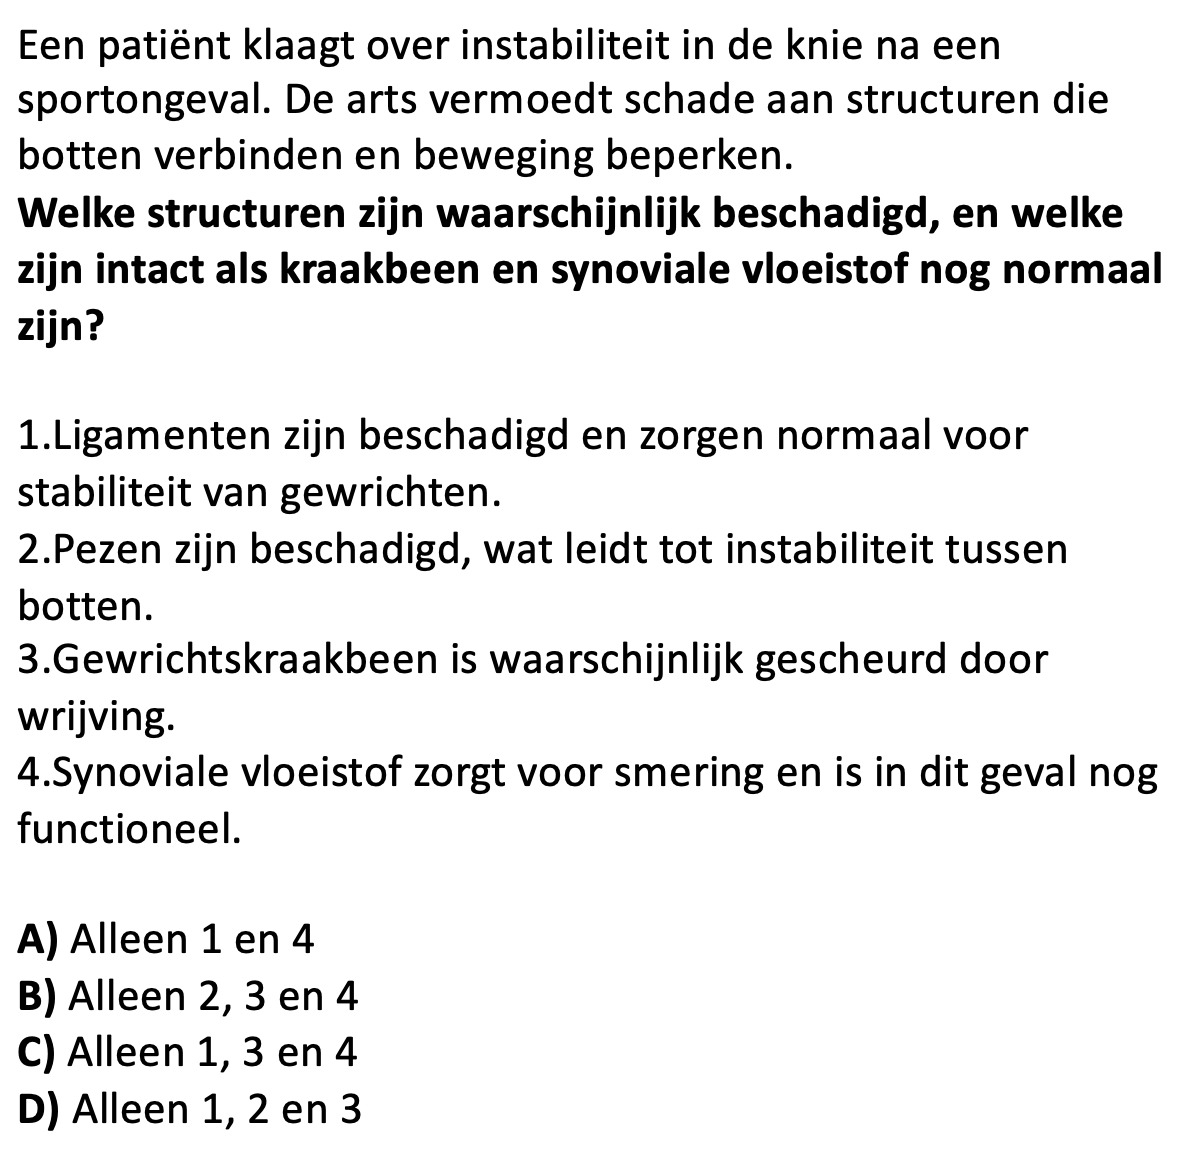 Een patiënt klaagt over instabiliteit in de knie na een
sportongeval. De arts vermoedt schade aan structuren die
botten verbinden en beweging beperken.
Welke structuren zijn waarschijnlijk beschadigd, en welke
zijn intact als kraakbeen en synoviale vloeistof nog normaal
zijn?
1.Ligamenten zijn beschadigd en zorgen normaal voor
stabiliteit van gewrichten.
2.Pezen zijn beschadigd, wat leidt tot instabiliteit tussen
botten.
3.Gewrichtskraakbeen is waarschijnlijk gescheurd door
wrijving.
4.Synoviale vloeistof zorgt voor smering en is in dit geval nog
functioneel.
A) Alleen 1 en 4
B) Alleen 2, 3 en 4
C) Alleen 1, 3 en 4
D) Alleen 1, 2 en 3